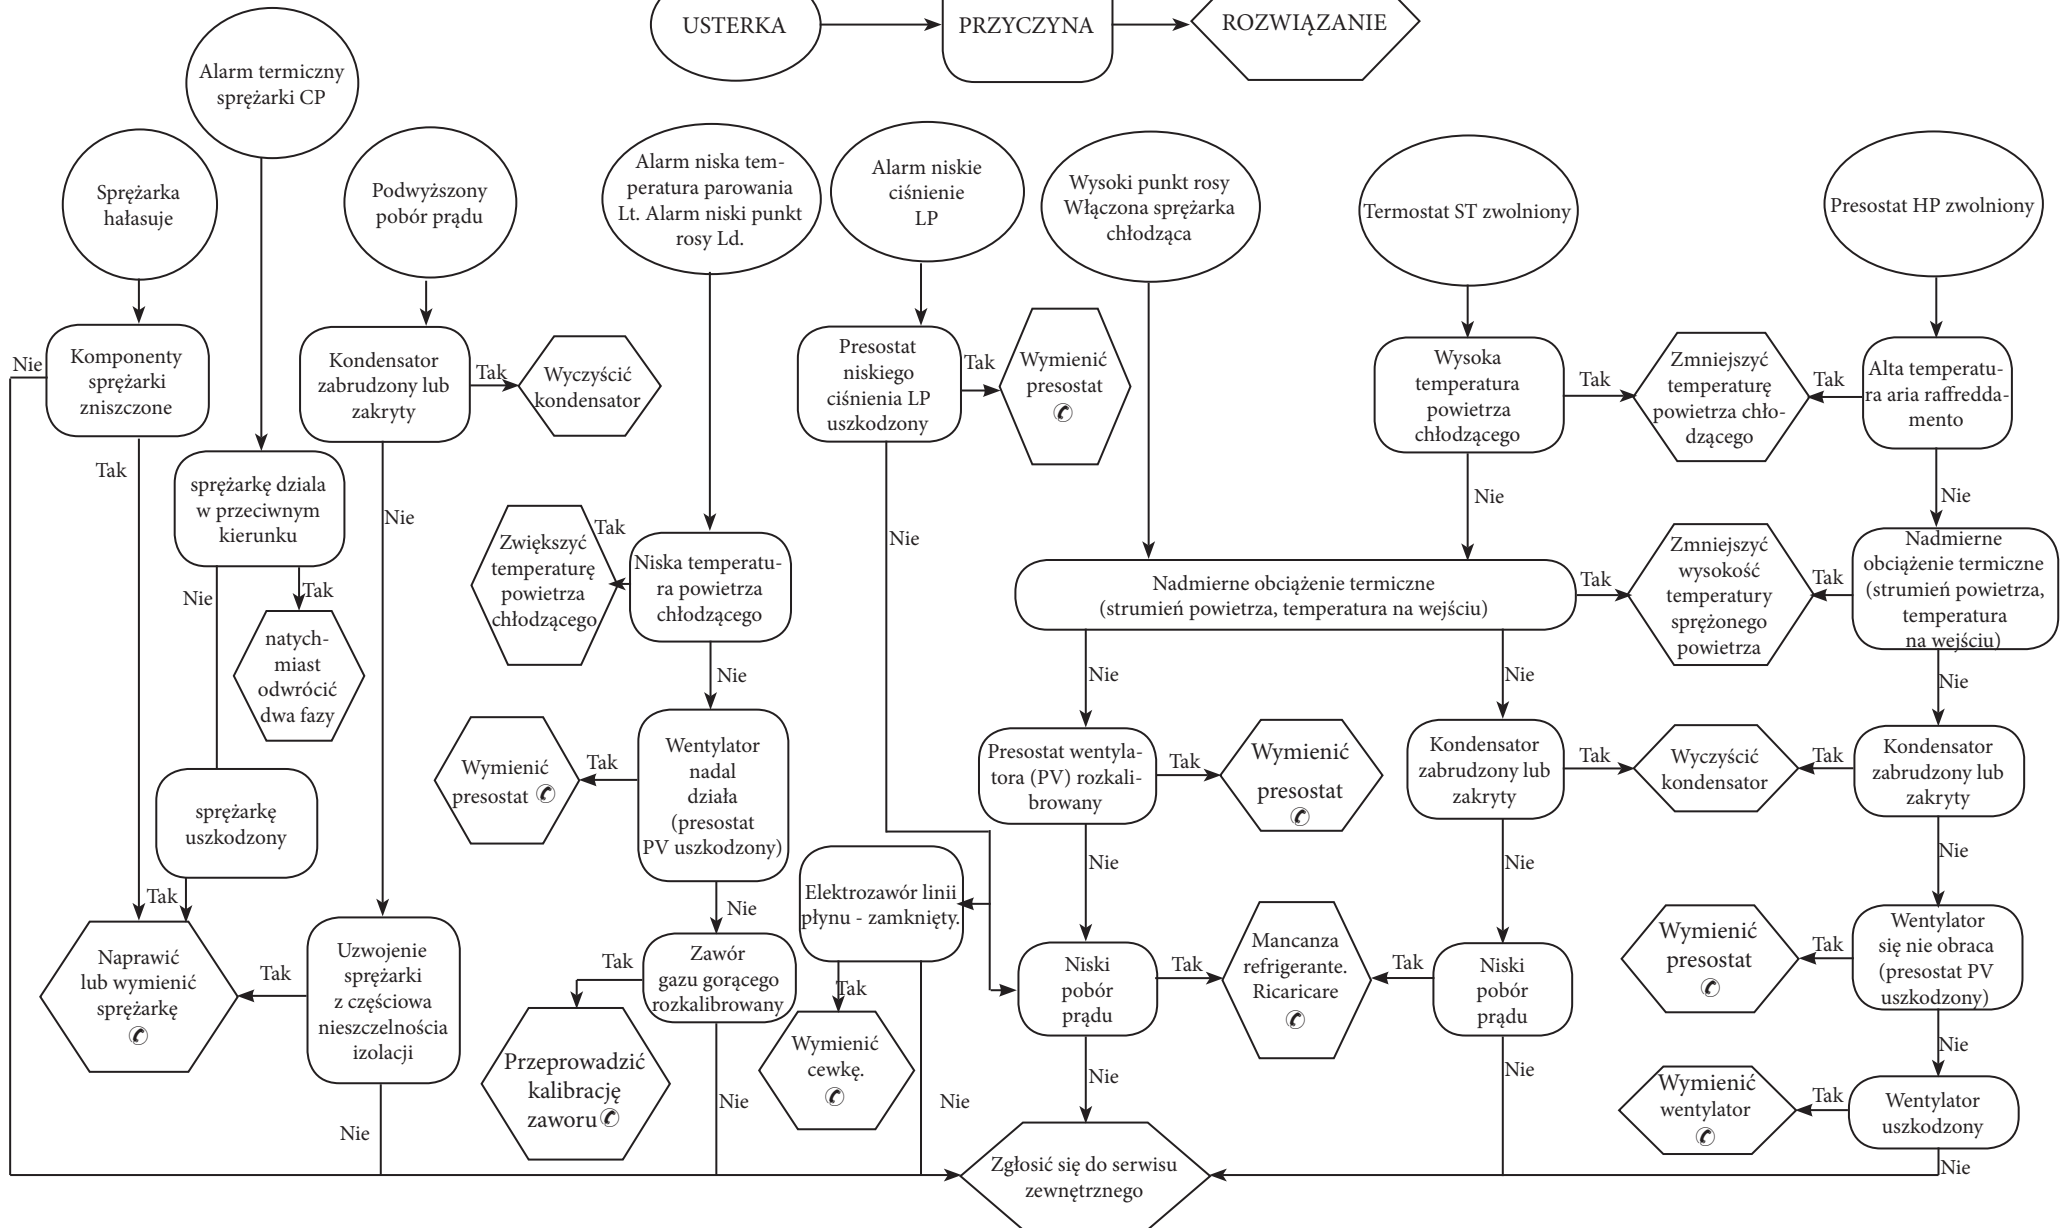 USTERKA
PRZYCZYNA
ROZWIĄZANIE
Alarm termiczny
sprężarki CP
Sprężarka
hałasuje
Podwyższony
pobór prądu
Alarm niska tem-
peratura parowania
Lt. Alarm niski punkt
rosy Ld.
Alarm niskie
ciśnienie
LP
Wysoki punkt rosy
Włączona sprężarka
chłodząca
Termostat ST zwolniony
Presostat HP zwolniony
Nie
Komponenty
sprężarki
zniszczone
Kondensator
zabrudzony lub
zakryty
Tak
Wyczyścić
kondensator
Presostat
niskiego
ciśnienia LP
uszkodzony
Tak
Wymienić
presostat
✆
Wysoka
temperatura
powietrza
chłodzącego
Tak
Zmniejszyć
temperaturę
powietrza chło-
dzącego
Tak
Alta temperatu-
ra aria raffredda-
mento
Tak
sprężarkę dziala
w przeciwnym
kierunku
Nie
Zwiększyć
temperaturę
powietrza
chłodzącego
Tak
Niska temperatu-
ra powietrza
chłodzącego
Nie
Nie
Nie
Nadmierne obciążenie termiczne
(strumień powietrza, temperatura na wejściu)
Tak
Zmniejszyć
wysokość
temperatury
sprężonego
powietrza
Tak
Nadmierne
obciążenie termiczne
(strumień powietrza,
temperatura
na wejściu)
Nie
Tak
natych-
miast
odwrócić
dwa fazy
Nie
Nie
Nie
Nie
Wymienić
presostat ✆
Tak
Wentylator
nadal
działa
(presostat
PV uszkodzony)
Presostat wentyla-
tora (PV) rozkali-
browany
Tak
Wymienić
presostat
✆
Kondensator
zabrudzony lub
zakryty
Tak
Wyczyścić
kondensator
Tak
Kondensator
zabrudzony lub
zakryty
sprężarkę
uszkodzony
Nie
Nie
Nie
Tak
Nie
Elektrozawór linii
płynu - zamknięty.
Naprawić
lub wymienić
sprężarkę
✆
Tak
Uzwojenie
sprężarki
z częściowa
nieszczelnościa
izolacji
Tak
Zawór
gazu gorącego
rozkalibrowany
Tak
Niski
pobór
prądu
Tak
Mancanza
refrigerante.
Ricaricare
✆
Tak
Niski
pobór
prądu
Wymienić
presostat
✆
Tak
Wentylator
się nie obraca
(presostat PV
uszkodzony)
Przeprowadzić
kalibrację
zaworu ✆
Wymienić
cewkę.
✆
Nie
Nie
Nie
Nie
Nie
Nie
Wymienić
wentylator
✆
Tak
Wentylator
uszkodzony
Zgłosić się do serwisu
zewnętrznego
Nie